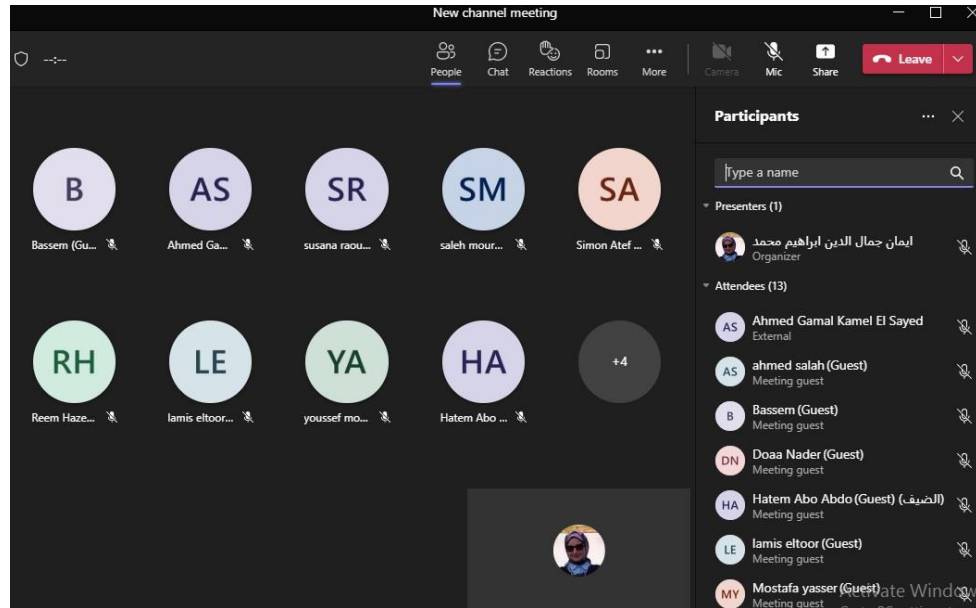 New channel meeting
--:--
People
Chat
Reactions
Rooms
More
Camera
Mic
Share
Leave
B
AS
SR
SM
SA
Bassem (Gu...
Ahmed Ga...
susana raou...
saleh mour...
Simon Atef ...
RH
LE
YA
HA
+4
Reem Haze...
lamis eltoor...
youssef mo...
Hatem Abo ...
Participants
Type a name
Presenters (1)
ايمان جمال الدين ابراهيم محمد
Organizer
Attendees (13)
AS
Ahmed Gamal Kamel El Sayed
External
AS
ahmed salah (Guest)
Meeting guest
B
Bassem (Guest)
Meeting guest
DN
Doaa Nader (Guest)
Meeting guest
HA
Hatem Abo Abdo (Guest) (الضيف)
Meeting guest
LE
lamis eltoor (Guest)
Meeting guest
MY
Mostafa yasser (Guest)
Meeting guest
Activate Window